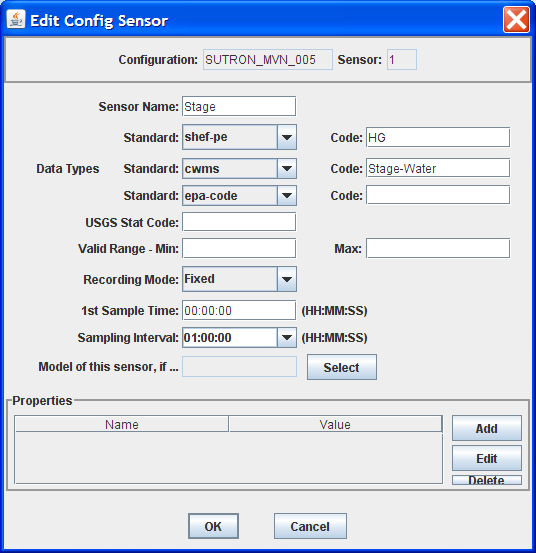 Edit Config Sensor
Configuration: SUTRON_MVN_005 Sensor: 1
Sensor Name: Stage
Standard: shef-pe Code: HG
Data Types Standard: cwms Code: Stage-Water
Standard: epa-code Code:
USGS Stat Code:
Valid Range - Min: Max:
Recording Mode: Fixed
1st Sample Time: 00:00:00 (HH:MM:SS)
Sampling Interval: 01:00:00 (HH:MM:SS)
Model of this sensor, if ... Select
Properties
Name Value
Add
Edit
Delete
OK Cancel